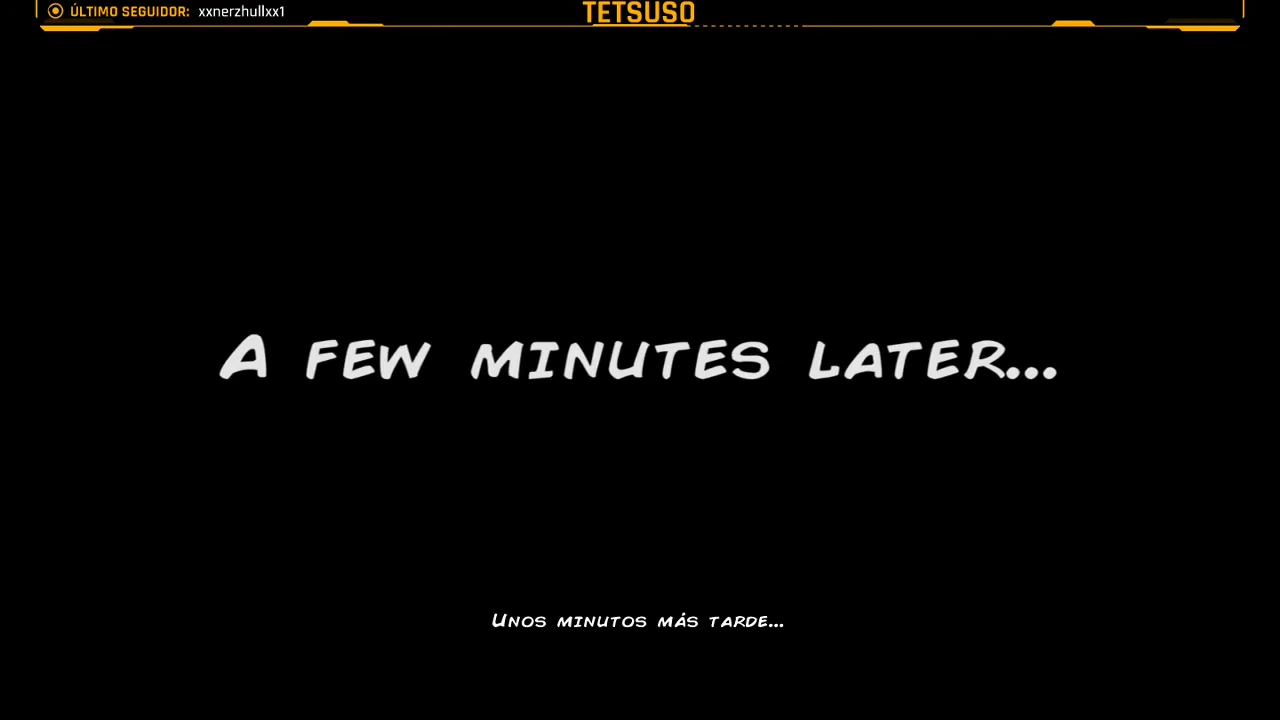 ÚLTIMO SEGUIDOR: xxnerzhullxx1
TETSUSO
A FEW MINUTES LATER...
UNOS MINUTOS MÁS TARDE...